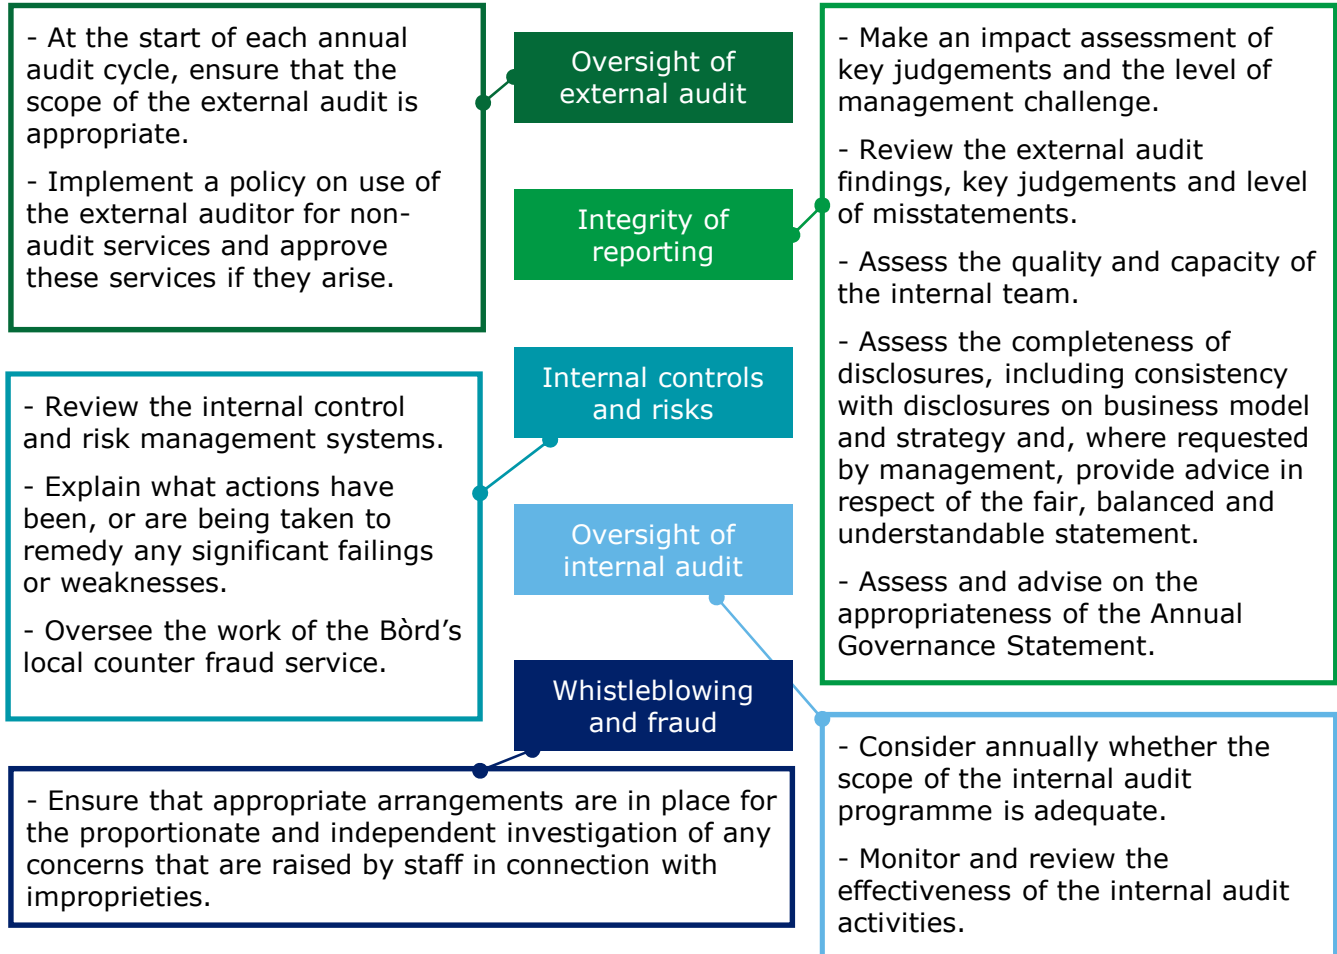 - At the start of each annual
audit cycle, ensure that the
scope of the external audit is
appropriate.
- Implement a policy on use of
the external auditor for non-
audit services and approve
these services if they arise.
Oversight of
external audit
Integrity of
reporting
- Make an impact assessment of
key judgements and the level of
management challenge.
- Review the external audit
findings, key judgements and level
of misstatements.
- Assess the quality and capacity of
the internal team.
- Assess the completeness of
disclosures, including consistency
with disclosures on business model
and strategy and, where requested
by management, provide advice in
respect of the fair, balanced and
understandable statement.
- Assess and advise on the
appropriateness of the Annual
Governance Statement.
Internal controls
and risks
- Review the internal control
and risk management systems.
- Explain what actions have
been, or are being taken to
remedy any significant failings
or weaknesses.
- Oversee the work of the Bòrd’s
local counter fraud service.
Oversight of
internal audit
Whistleblowing
and fraud
- Ensure that appropriate arrangements are in place for
the proportionate and independent investigation of any
concerns that are raised by staff in connection with
improprieties.
- Consider annually whether the
scope of the internal audit
programme is adequate.
- Monitor and review the
effectiveness of the internal audit
activities.